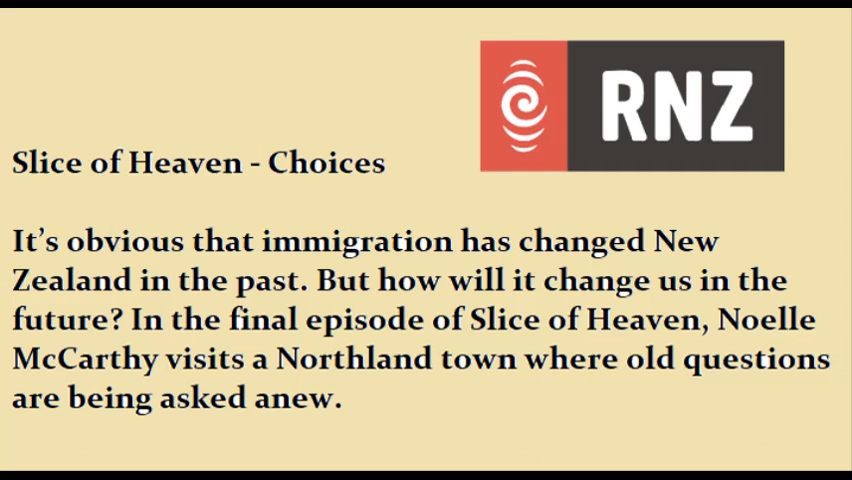 RNZ
Slice of Heaven - Choices
It’s obvious that immigration has changed New
Zealand in the past. But how will it change us in the
future? In the final episode of Slice of Heaven, Noelle
McCarthy visits a Northland town where old questions
are being asked anew.